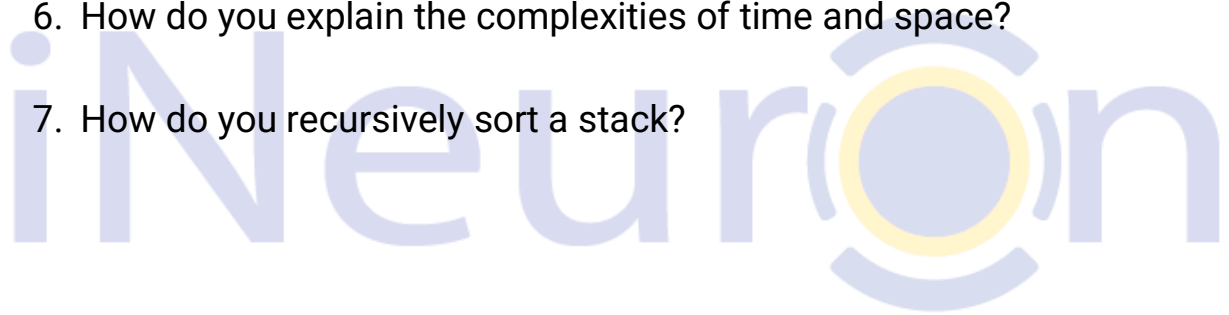 6. How do you explain the complexities of time and space?
7. How do you recursively sort a stack?
iNeuron